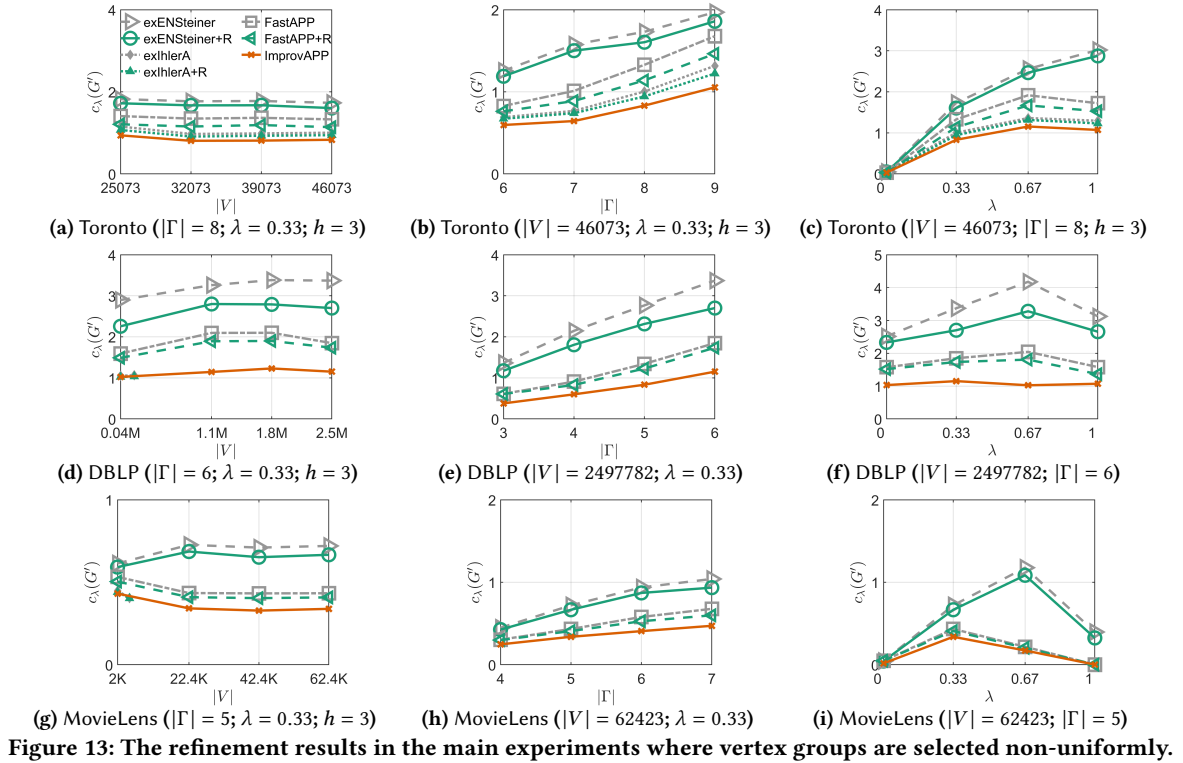 exENSteiner
exENSteiner+R
exIhlerA
exIhlerA+R
FastAPP
FastAPP+R
ImprovAPP
4
3
2
1
0
c_λ(G′)
25073 32073 39073 46073
|V|
(a) Toronto (|Γ| = 8; λ = 0.33; h = 3)
2
1
0
c_λ(G′)
6 7 8 9
|Γ|
(b) Toronto (|V| = 46073; λ = 0.33; h = 3)
4
3
2
1
0
c_λ(G′)
0 0.33 0.67 1
λ
(c) Toronto (|V| = 46073; |Γ| = 8; h = 3)
4
3
2
1
0
c_λ(G′)
0.04M 1.1M 1.8M 2.5M
|V|
(d) DBLP (|Γ| = 6; λ = 0.33; h = 3)
4
3
2
1
0
c_λ(G′)
3 4 5 6
|Γ|
(e) DBLP (|V| = 2497782; λ = 0.33)
5
4
3
2
1
0
c_λ(G′)
0 0.33 0.67 1
λ
(f) DBLP (|V| = 2497782; |Γ| = 6)
1
0
c_λ(G′)
2K 22.4K 42.4K 62.4K
|V|
(g) MovieLens (|Γ| = 5; λ = 0.33; h = 3)
2
1
0
c_λ(G′)
4 5 6 7
|Γ|
(h) MovieLens (|V| = 62423; λ = 0.33)
2
1
0
c_λ(G′)
0 0.33 0.67 1
λ
(i) MovieLens (|V| = 62423; |Γ| = 5)
Figure 13: The refinement results in the main experiments where vertex groups are selected non-uniformly.